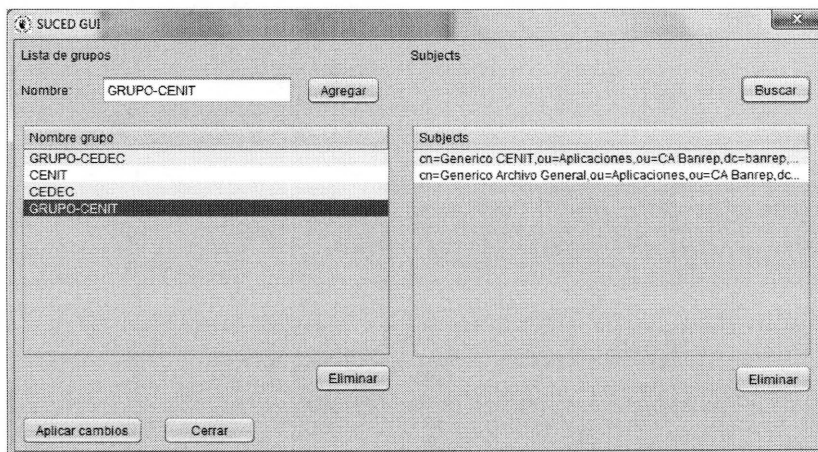 SUCED GUI
Lista de grupos
Subjects
Nombre: GRUPO-CENIT Agregar
Buscar
Nombre grupo
GRUPO-CEDEC
CENIT
CEDEC
GRUPO-CENIT
Subjects
cn=Generico CENIT,ou=Aplicaciones,ou=CA Banrep,dc=banrep,...
cn=Generico Archivo General,ou=Aplicaciones,ou=CA Banrep,dc...
Eliminar
Eliminar
Aplicar cambios Cerrar